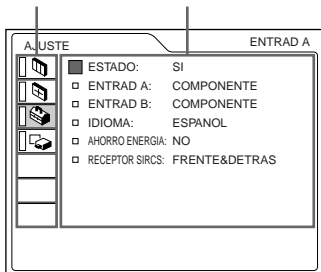 AJUSTE ENTRAD A
ESTADO: SI
ENTRAD A: COMPONENTE
ENTRAD B: COMPONENTE
IDIOMA: ESPANOL
AHORRO ENERGIA: NO
RECEPTOR SIRCS: FRENTE&DETRAS